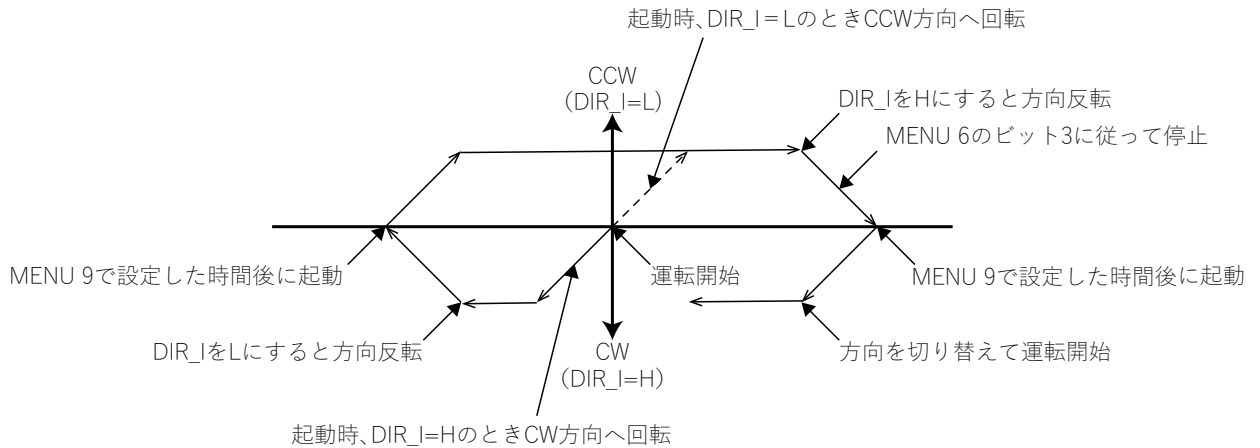 起動時、DIR_I=LのときCCW方向へ回転
CCW
(DIR_I=L)
DIR_IをHにすると方向反転
MENU 6のビット3に従って停止
MENU 9で設定した時間後に起動
運転開始
MENU 9で設定した時間後に起動
DIR_IをLにすると方向反転
CW
(DIR_I=H)
方向を切り替えて運転開始
起動時、DIR_I=HのときCW方向へ回転